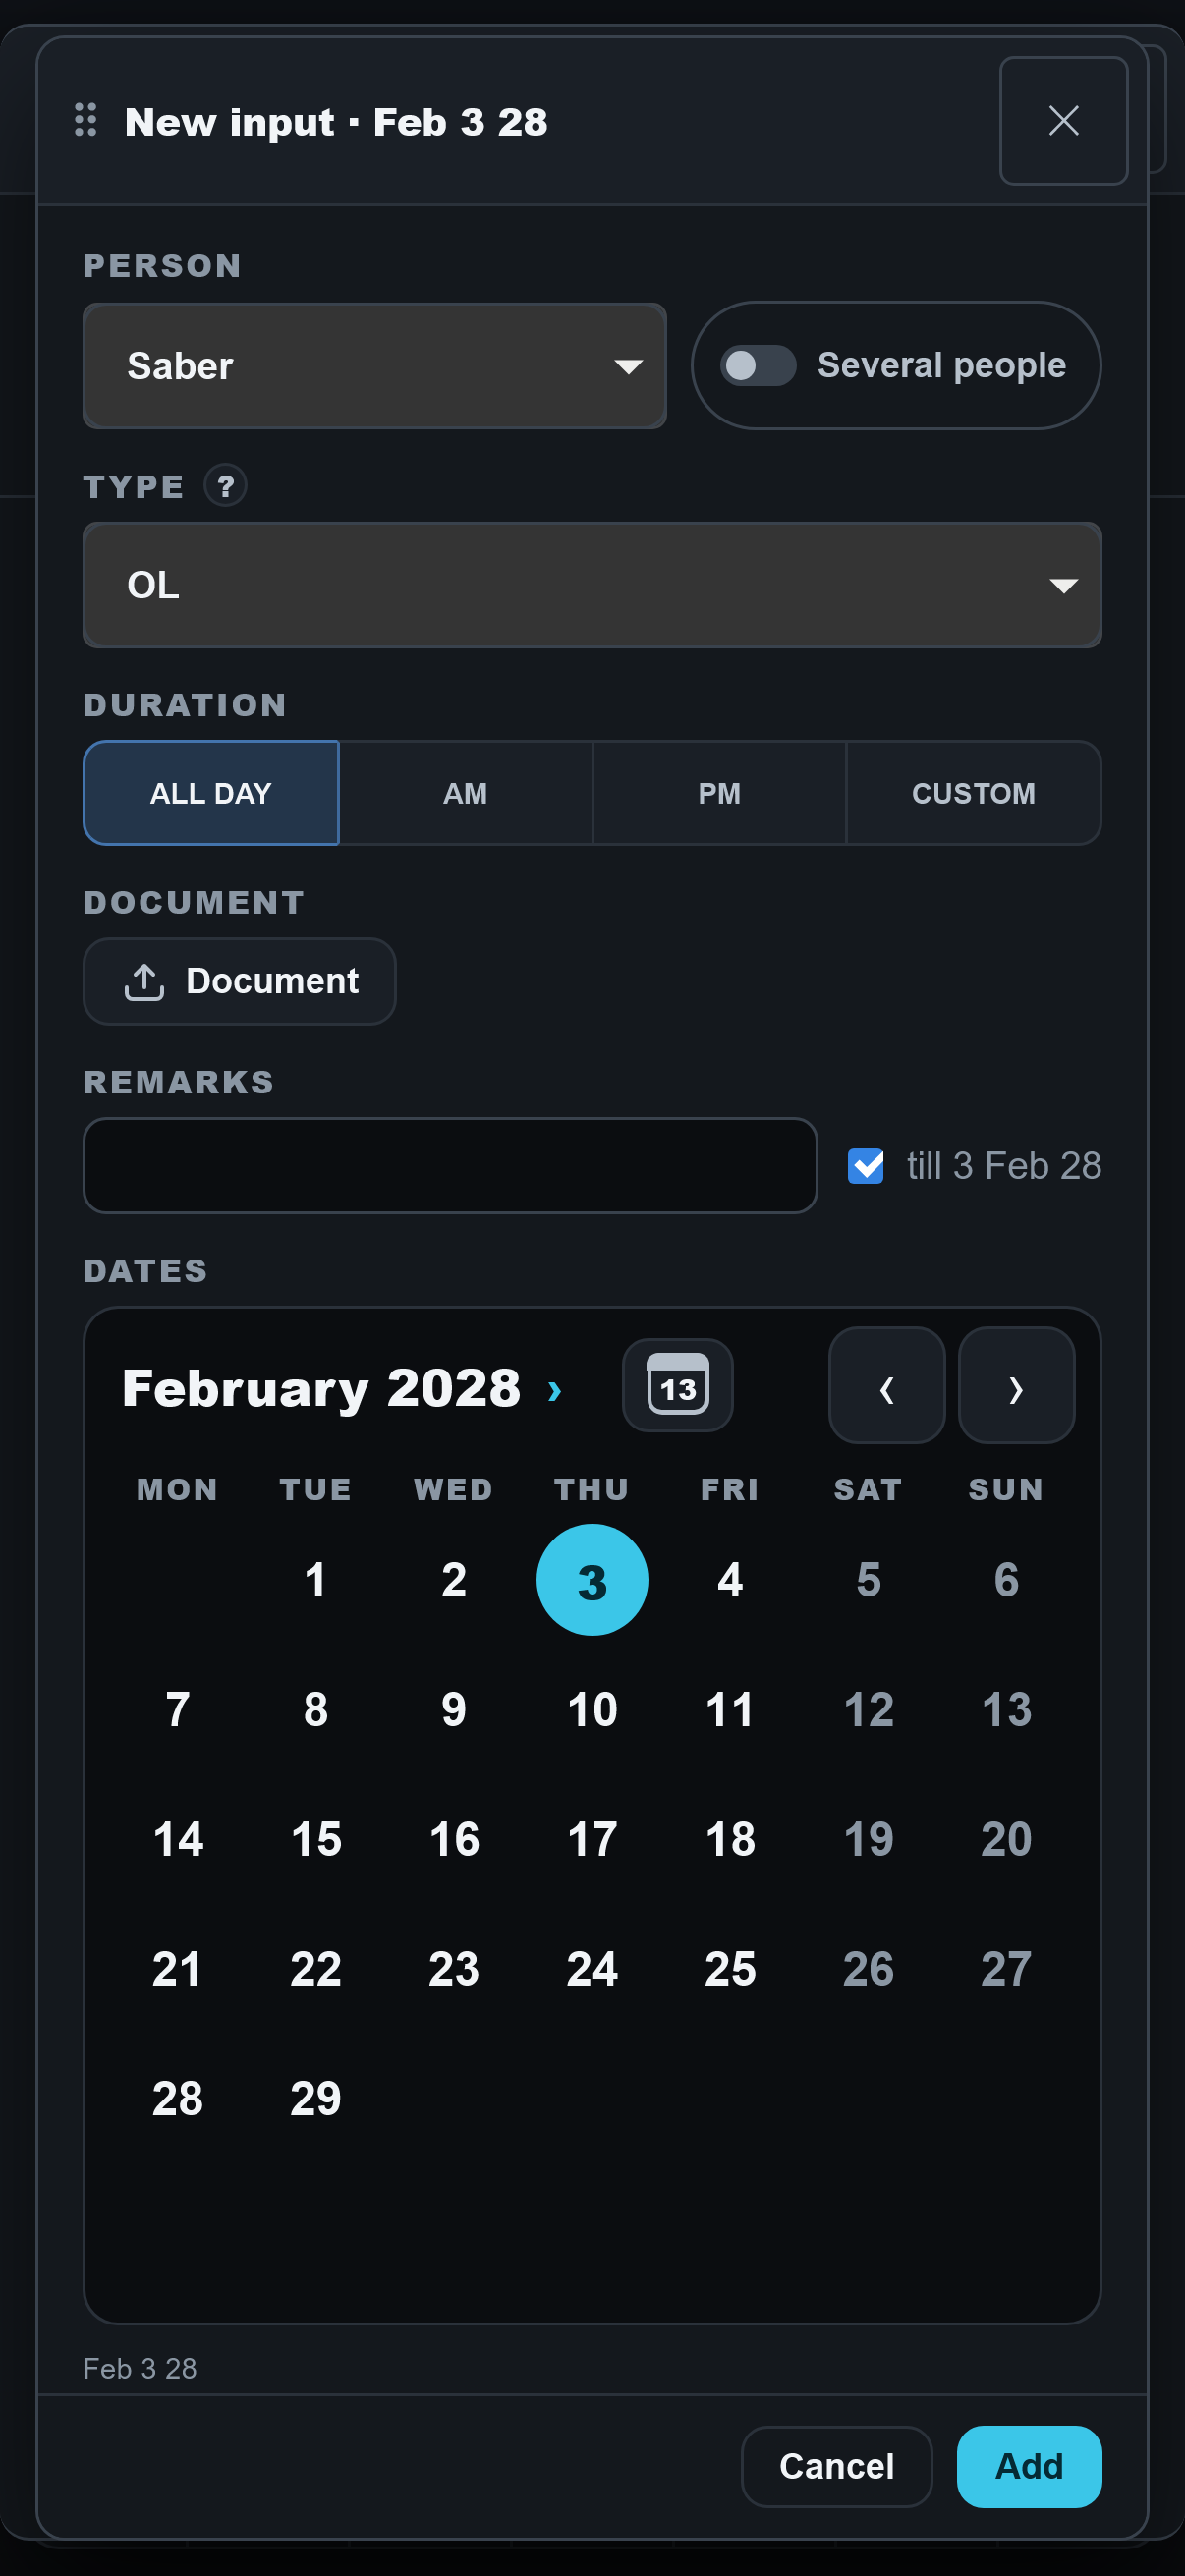 New input · Feb 3 28
PERSON
Saber
Several people
TYPE ?
OL
DURATION
ALL DAY AM PM CUSTOM
DOCUMENT
Document
REMARKS
till 3 Feb 28
DATES
February 2028 › 13 ‹ ›
MON TUE WED THU FRI SAT SUN
1 2 3 4 5 6
7 8 9 10 11 12 13
14 15 16 17 18 19 20
21 22 23 24 25 26 27
28 29
Feb 3 28
Cancel Add